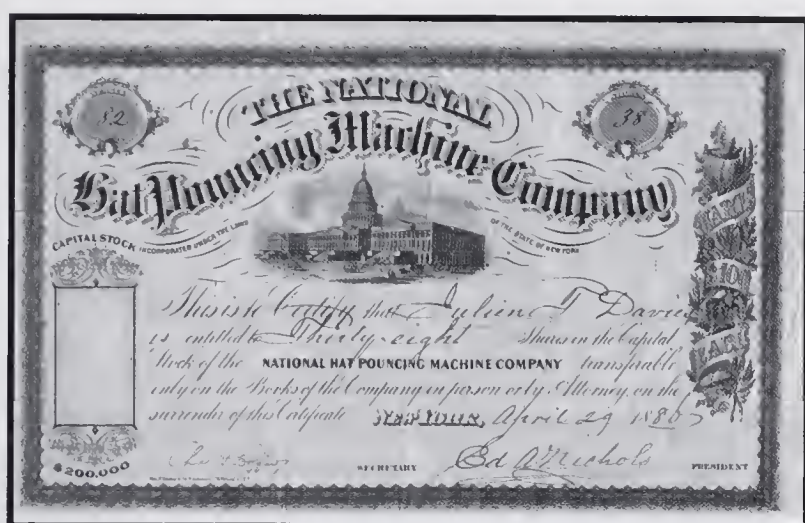 82
38
THE NATIONAL
Hat Pouncing Machine Company
CAPITAL STOCK
INCORPORATED UNDER THE LAWS
OF THE STATE OF NEW YORK
This is to Certify that Julien T Davies
is entitled to Thirty-eight Shares in the Capital
Stock of the NATIONAL HAT POUNCING MACHINE COMPANY transferable
only on the Books of the Company in person or by Attorney, on the
surrender of this Certificate NEW YORK, April 29 1880
$200,000
SECRETARY
Ed A Nichols
PRESIDENT
$100
EACH